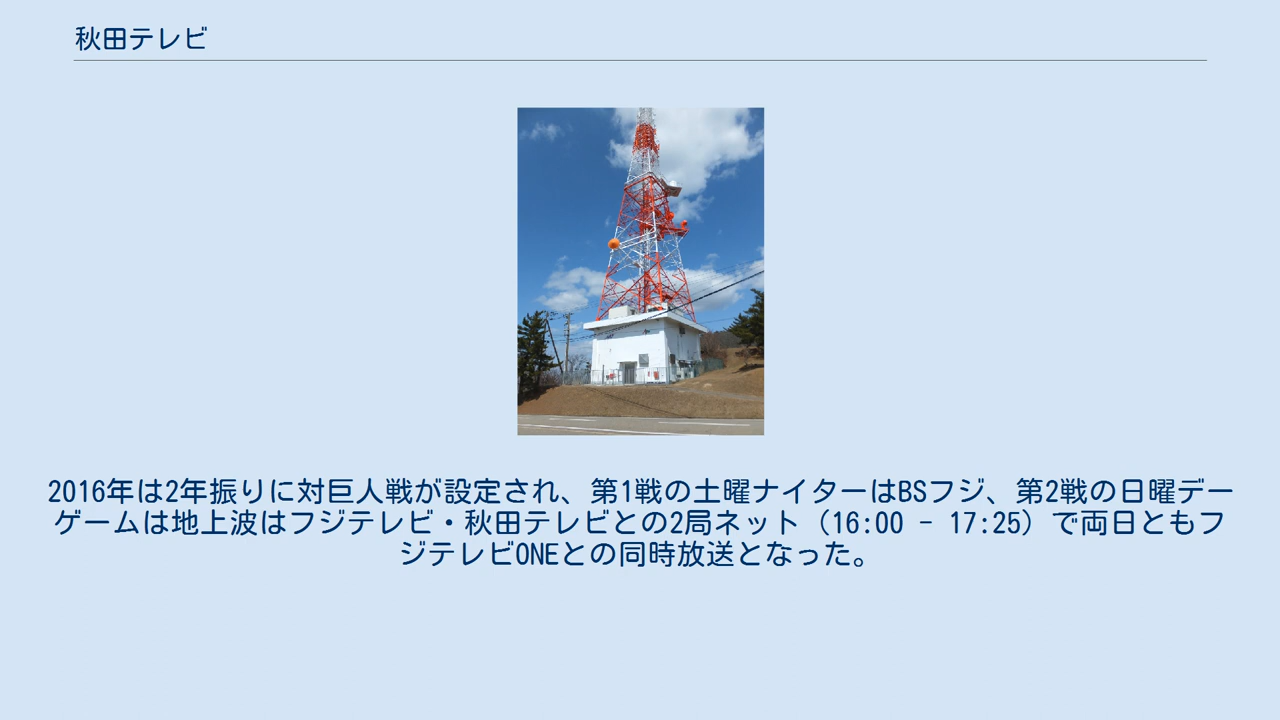 秋田テレビ
2016年は2年振りに対巨人戦が設定され、第1戦の土曜ナイターはBSフジ、第2戦の日曜デー
ゲームは地上波はフジテレビ・秋田テレビとの2局ネット（16:00 - 17:25）で両日ともフ
ジテレビONEとの同時放送となった。